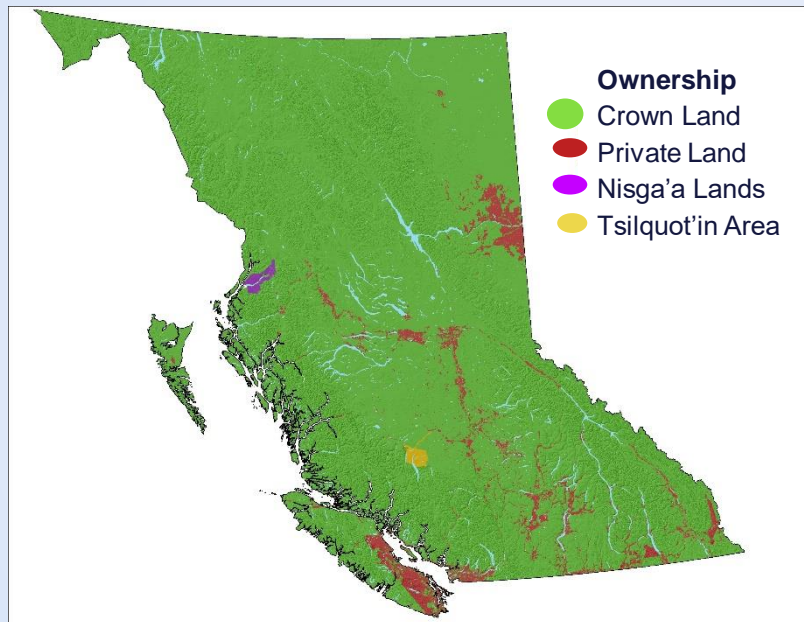 Ownership
Crown Land
Private Land
Nisga'a Lands
Tsilquot'in Area